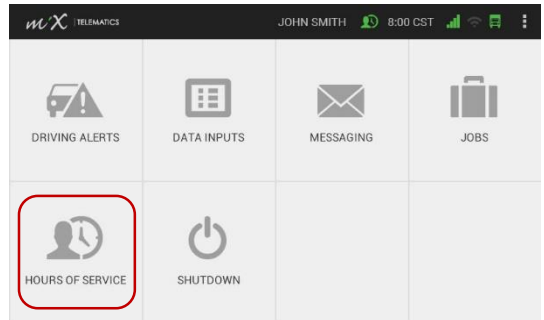 miX TELEMATICS JOHN SMITH 8:00 CST
DRIVING ALERTS DATA INPUTS MESSAGING JOBS
HOURS OF SERVICE SHUTDOWN